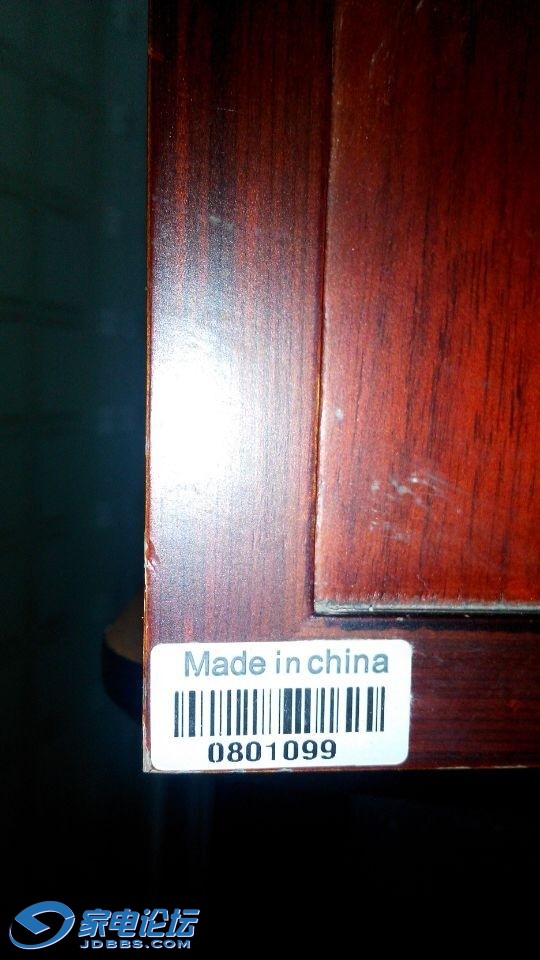 Made in china
0801099
家电论坛
JDBBS.COM